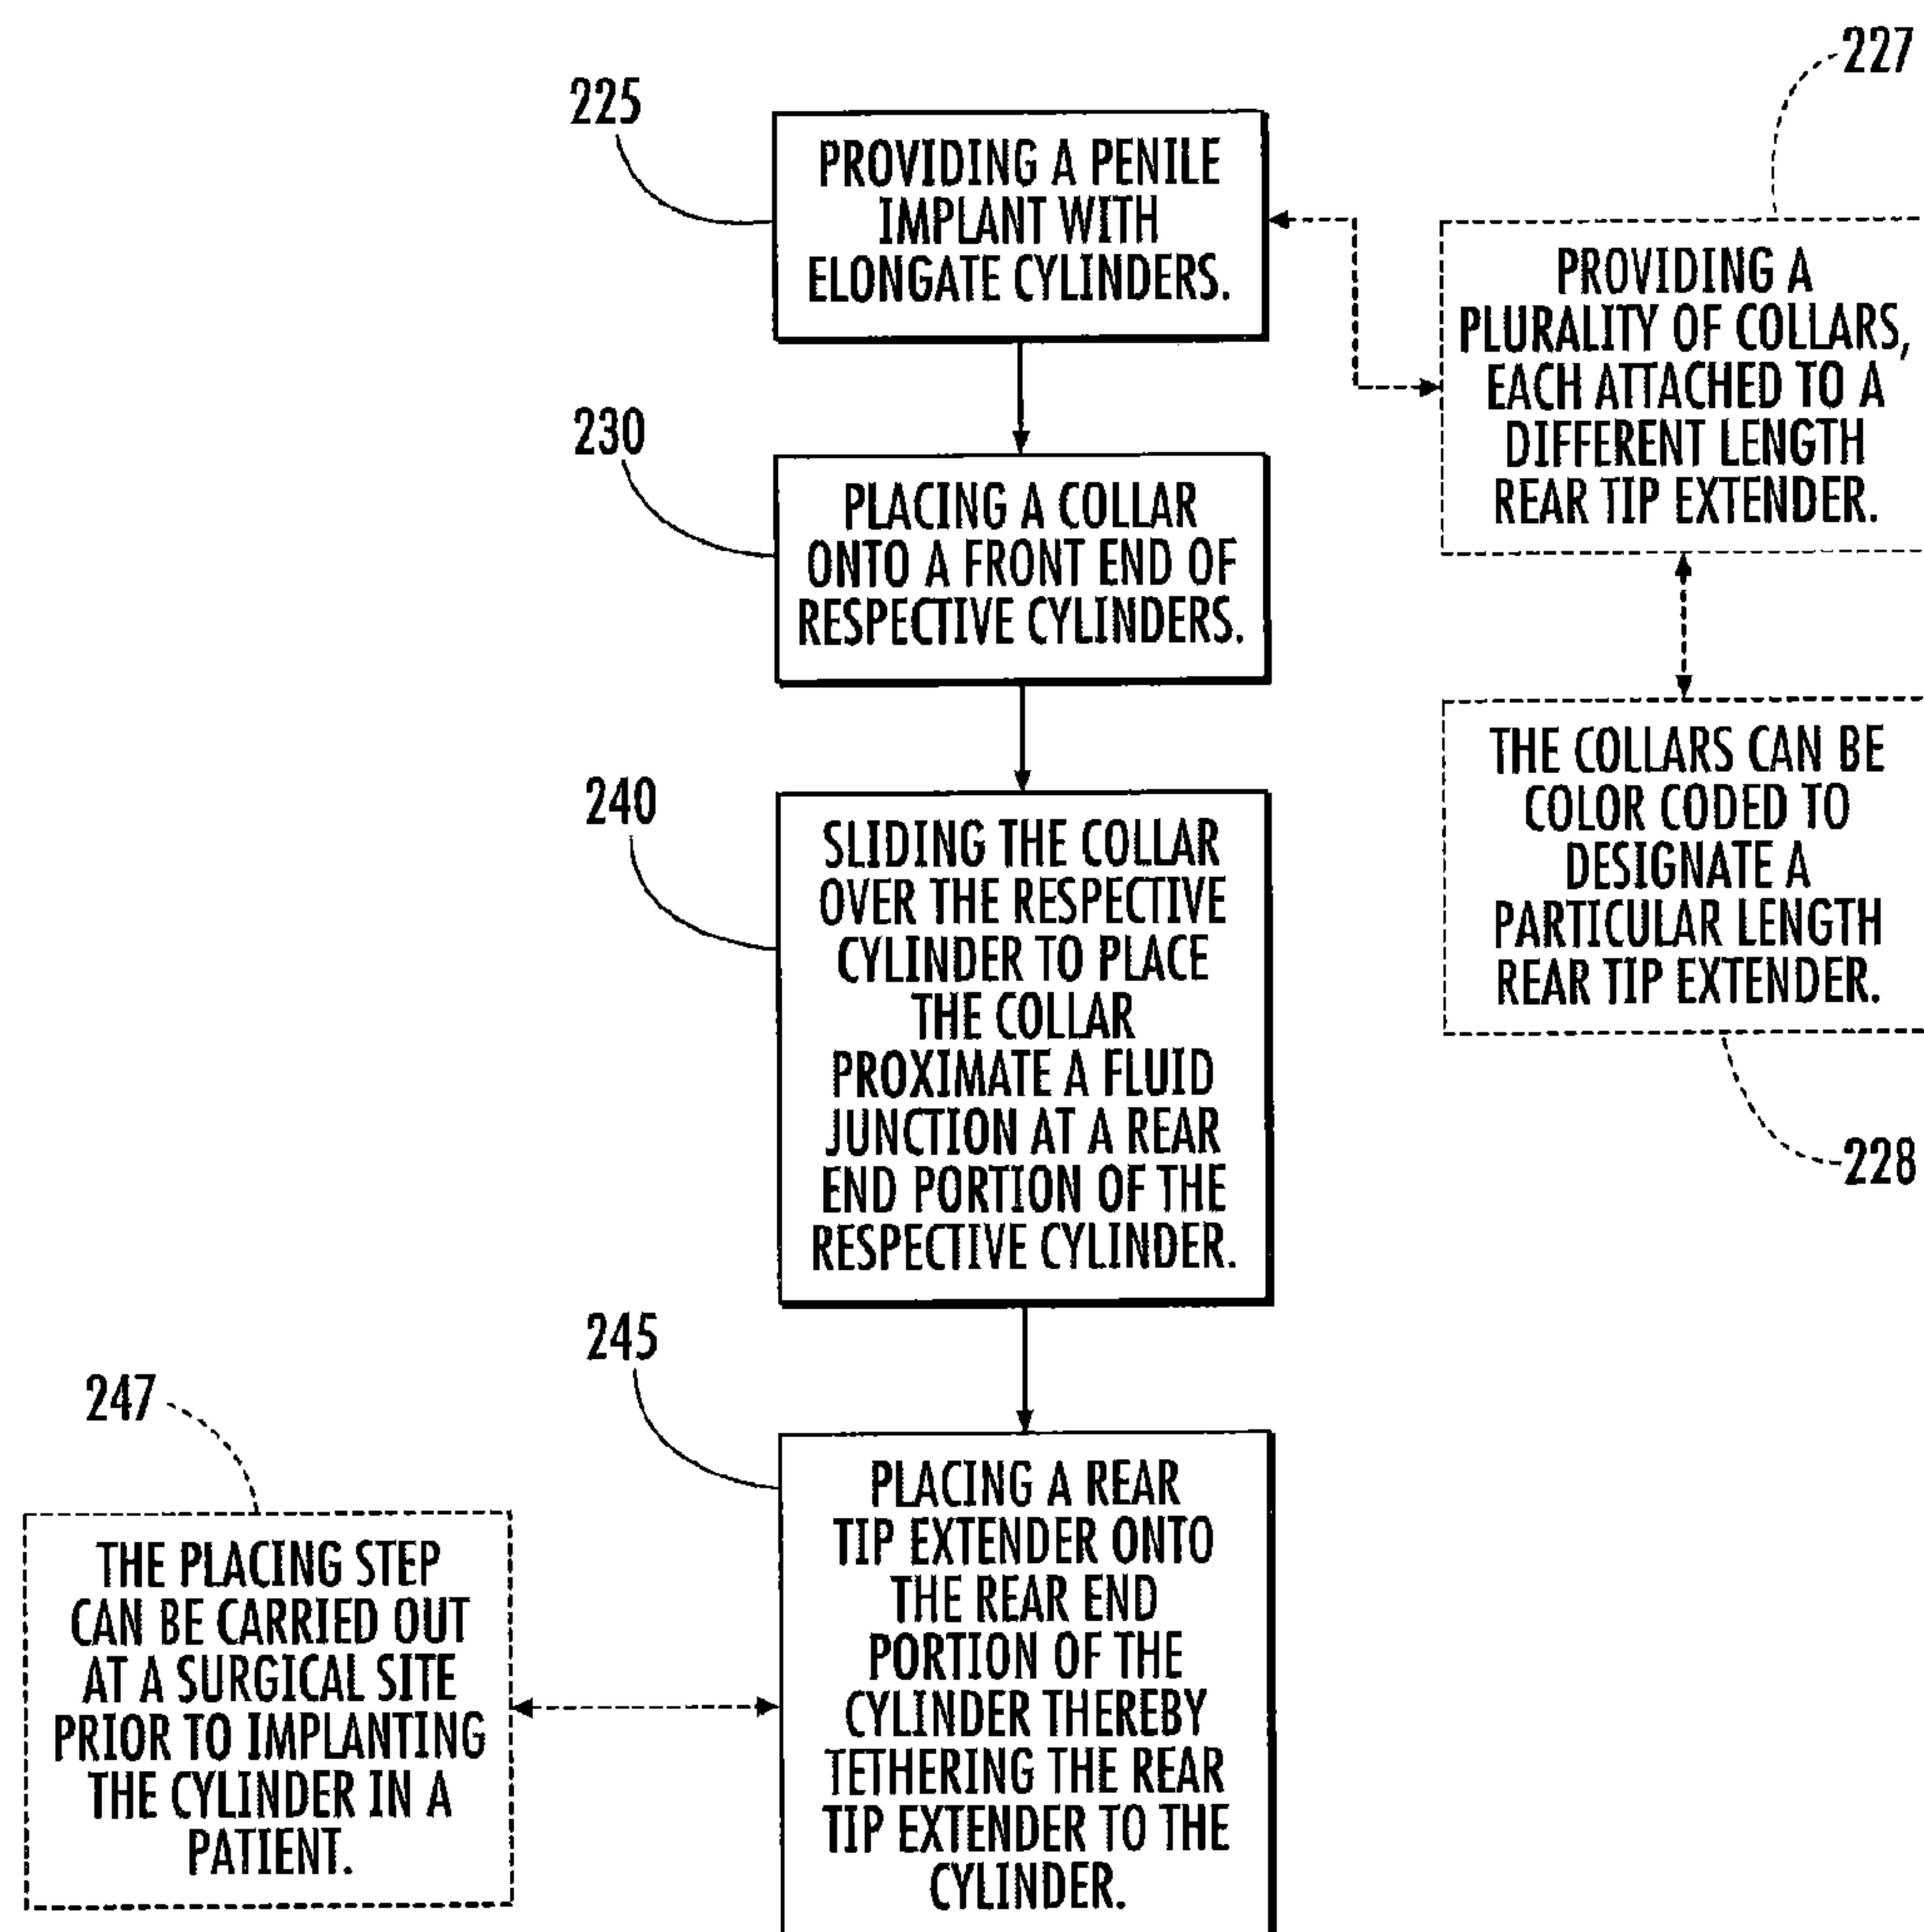 225
PROVIDING A PENILE
IMPLANT WITH
ELONGATE CYLINDERS.
227
PROVIDING A
PLURALITY OF COLLARS,
EACH ATTACHED TO A
DIFFERENT LENGTH
REAR TIP EXTENDER.
230
PLACING A COLLAR
ONTO A FRONT END OF
RESPECTIVE CYLINDERS.
THE COLLARS CAN BE
COLOR CODED TO
DESIGNATE A
PARTICULAR LENGTH
REAR TIP EXTENDER.
228
240
SLIDING THE COLLAR
OVER THE RESPECTIVE
CYLINDER TO PLACE
THE COLLAR
PROXIMATE A FLUID
JUNCTION AT A REAR
END PORTION OF THE
RESPECTIVE CYLINDER.
245
PLACING A REAR
TIP EXTENDER ONTO
THE REAR END
PORTION OF THE
CYLINDER THEREBY
TETHERING THE REAR
TIP EXTENDER TO THE
CYLINDER.
247
THE PLACING STEP
CAN BE CARRIED OUT
AT A SURGICAL SITE
PRIOR TO IMPLANTING
THE CYLINDER IN A
PATIENT.